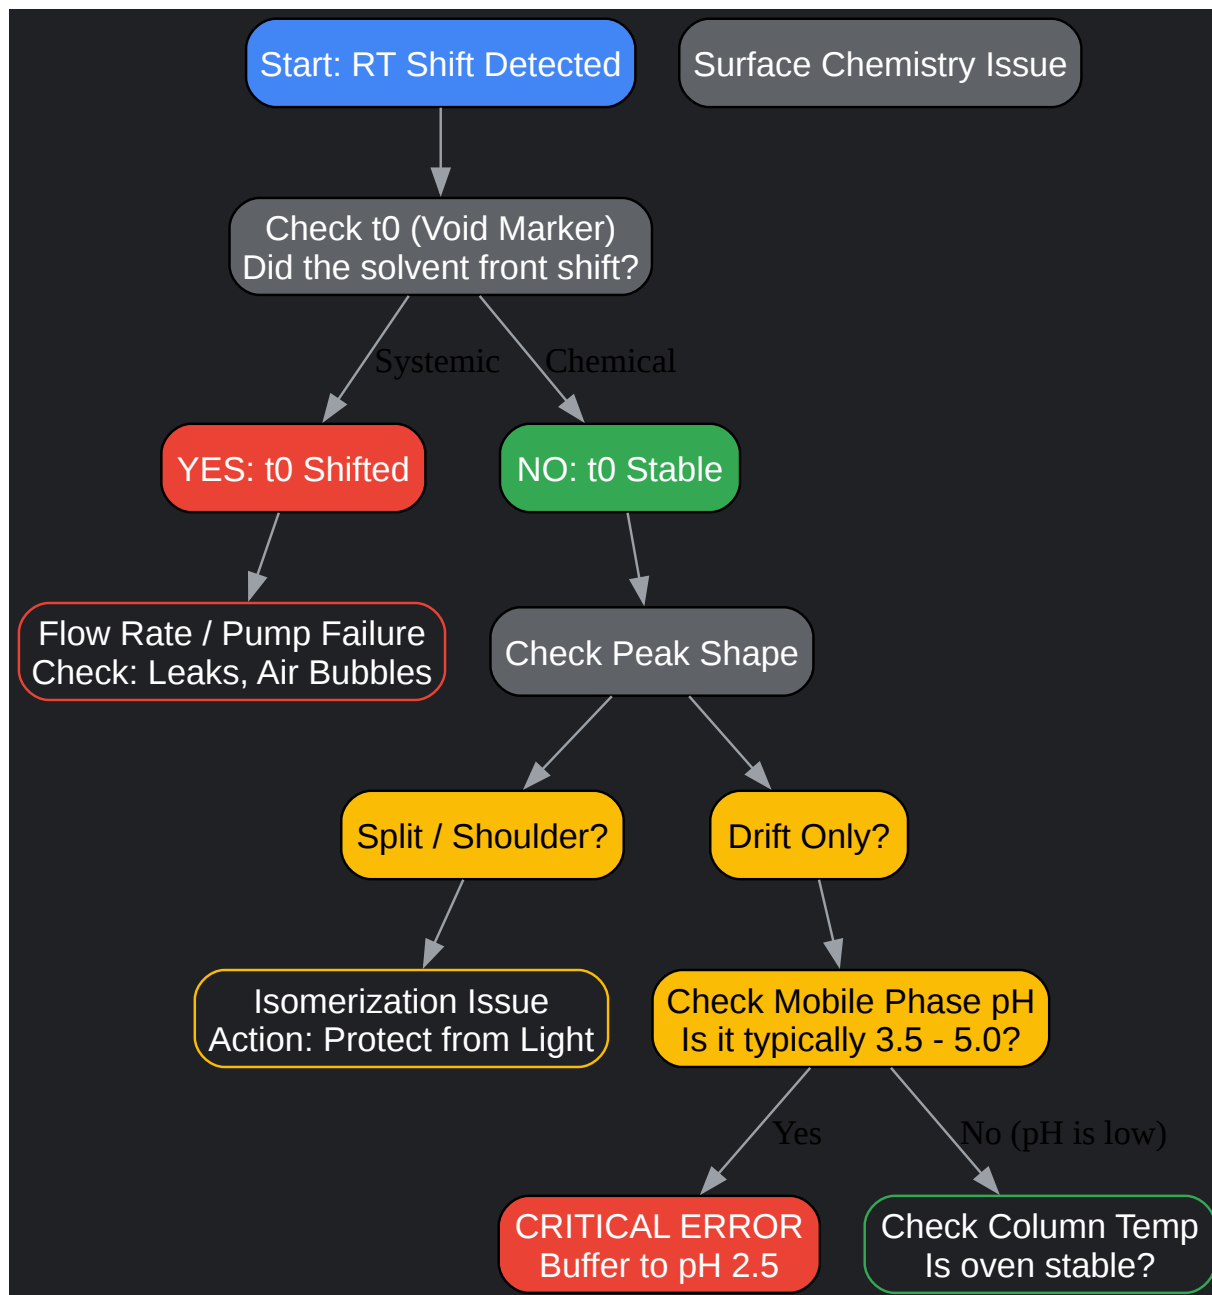 Start: RT Shift Detected
Surface Chemistry Issue
Check t0 (Void Marker)
Did the solvent front shift?
Systemic
Chemical
YES: t0 Shifted
NO: t0 Stable
Flow Rate / Pump Failure
Check: Leaks, Air Bubbles
Check Peak Shape
Split / Shoulder?
Drift Only?
Isomerization Issue
Action: Protect from Light
Check Mobile Phase pH
Is it typically 3.5 - 5.0?
Yes
No (pH is low)
CRITICAL ERROR
Buffer to pH 2.5
Check Column Temp
Is oven stable?